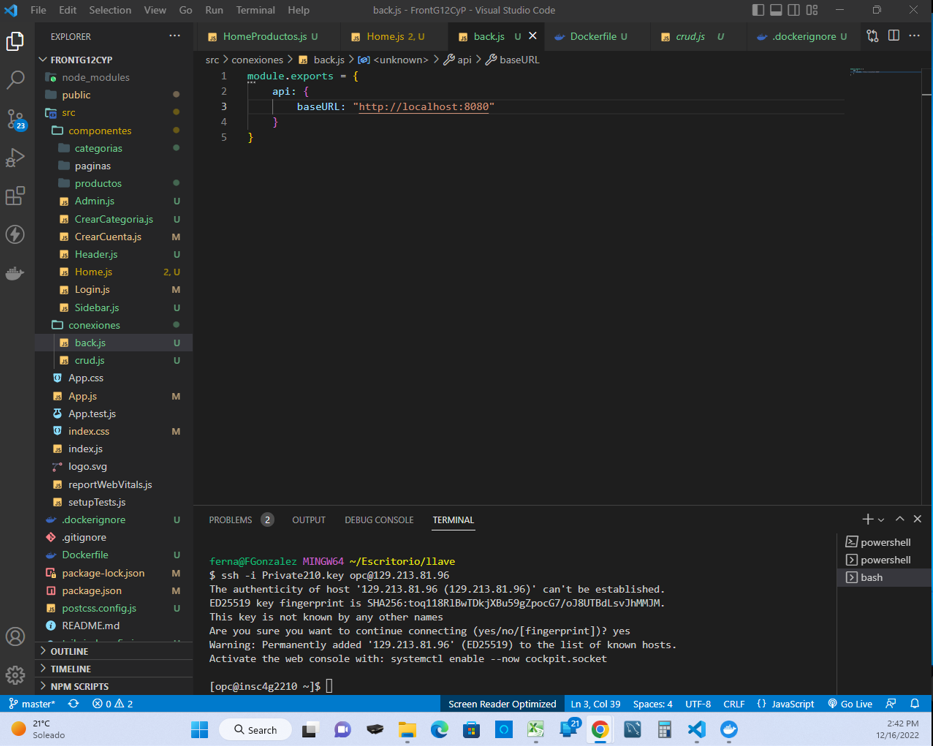 File Edit Selection View Go Run Terminal Help back.js - FrontG12CyP - Visual Studio Code
EXPLORER
HomeProductos.js U Home.js 2, U back.js U Dockerfile U crud.js U .dockerignore U
src > conexiones > back.js > <unknown> > api > baseURL
FRONTG12CYP
node_modules
public
src
componentes
categorias
paginas
productos
Admin.js U
CrearCategoria.js U
CrearCuenta.js M
Header.js U
Home.js 2, U
Login.js M
Sidebar.js U
conexiones
back.js U
crud.js U
App.css
App.js M
App.test.js
index.css M
index.js
logo.svg
reportWebVitals.js
setupTests.js
.dockerignore U
.gitignore
Dockerfile U
package-lock.json M
package.json M
postcss.config.js U
README.md
OUTLINE
TIMELINE
NPM SCRIPTS
23
1 module.exports = {
2 api: {
3 baseURL: "http://localhost:8080"
4 }
5 }
PROBLEMS 2 OUTPUT DEBUG CONSOLE TERMINAL
powershell
powershell
bash
ferna@FGonzalez MINGW64 ~/Escritorio/llave
$ ssh -i Private210.key opc@129.213.81.96
The authenticity of host '129.213.81.96 (129.213.81.96)' can't be established.
ED25519 key fingerprint is SHA256:toq118RlBwTDkjXBu59gZpocG7/oJ8UTBdLsvJhMMJM.
This key is not known by any other names
Are you sure you want to continue connecting (yes/no/[fingerprint])? yes
Warning: Permanently added '129.213.81.96' (ED25519) to the list of known hosts.
Activate the web console with: systemctl enable --now cockpit.socket
[opc@insc4g2210 ~]$
master* 0 2 Screen Reader Optimized Ln 3, Col 39 Spaces: 4 UTF-8 CRLF {} JavaScript Go Live
21°C
Soleado
Search
21
2:42 PM
12/16/2022